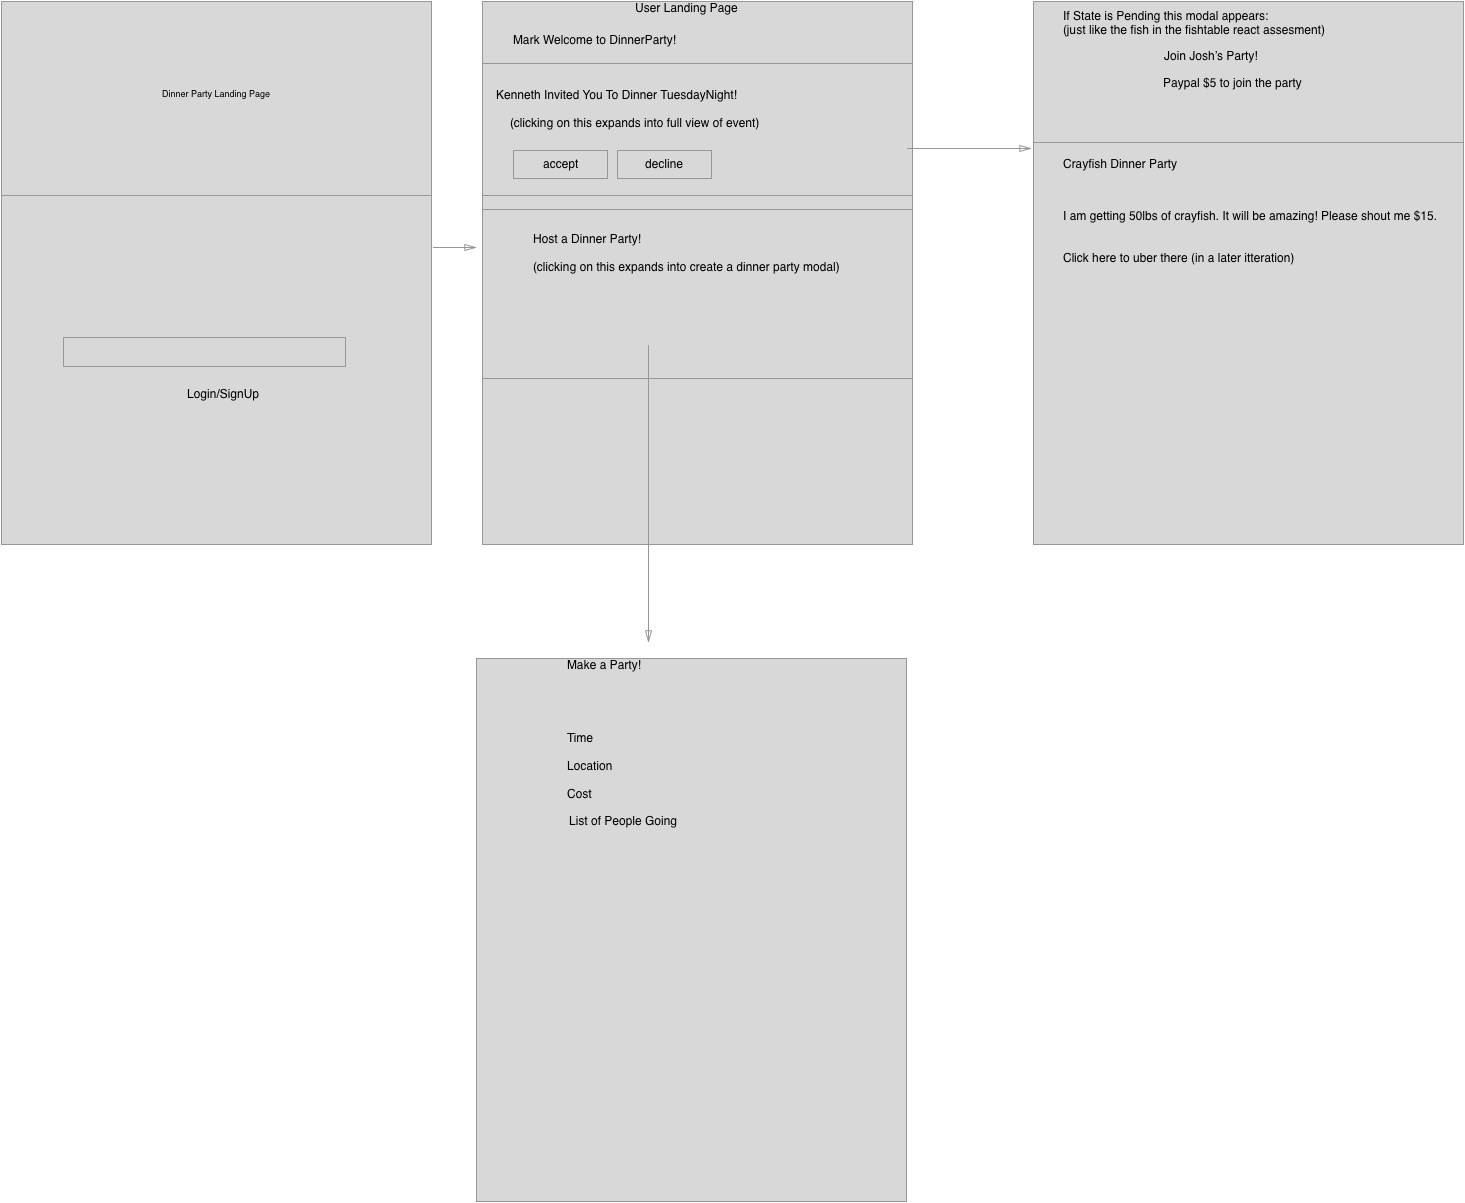 Dinner Party Landing Page
Login/SignUp
User Landing Page
Mark Welcome to DinnerParty!
Kenneth Invited You To Dinner TuesdayNight!
(clicking on this expands into full view of event)
accept
decline
Host a Dinner Party!
(clicking on this expands into create a dinner party modal)
If State is Pending this modal appears:
(just like the fish in the fishtable react assesment)
Join Josh's Party!
Paypal $5 to join the party
Crayfish Dinner Party
I am getting 50lbs of crayfish. It will be amazing! Please shout me $15.
Click here to uber there (in a later itteration)
Make a Party!
Time
Location
Cost
List of People Going